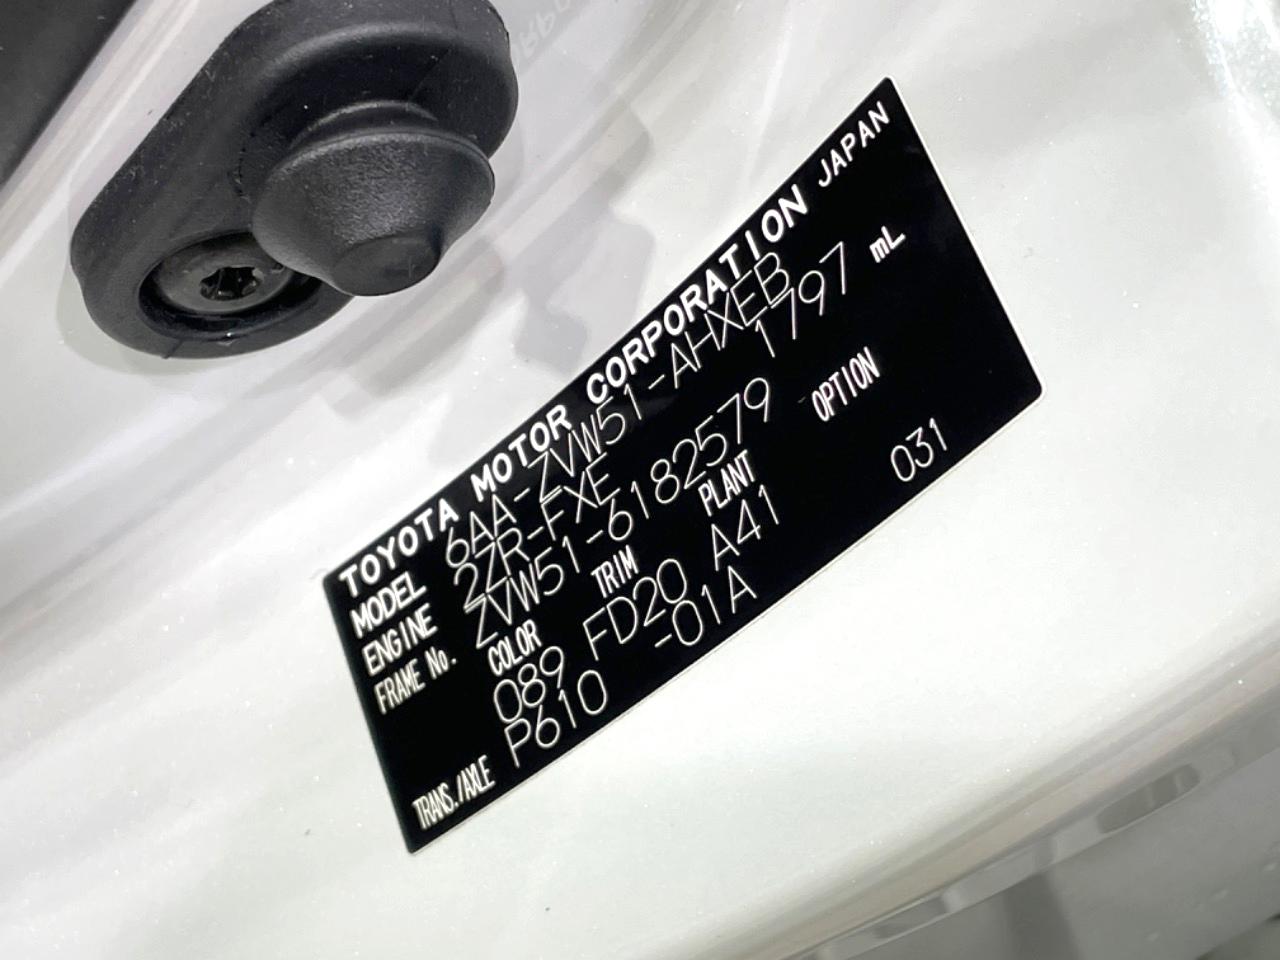 TOYOTA MOTOR CORPORATION JAPAN
MODEL 6AA-ZVW51-AHXEB
ENGINE 2ZR-FXE 1797 mL
FRAME No. ZVW51-6182579
COLOR TRIM PLANT OPTION
089 FD20 A41 031
TRANS./AXLE P610 -01A